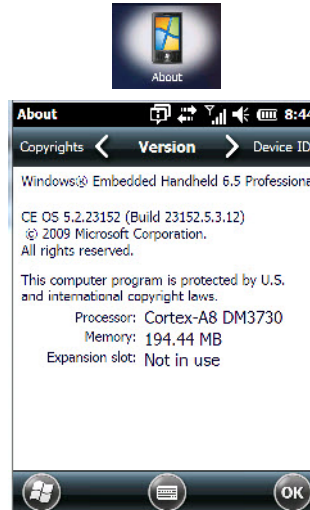 About
About 8:44
Copyrights Version Device ID
Windows® Embedded Handheld 6.5 Professiona
CE OS 5.2.23152 (Build 23152.5.3.12)
© 2009 Microsoft Corporation.
All rights reserved.
This computer program is protected by U.S.
and international copyright laws.
Processor: Cortex-A8 DM3730
Memory: 194.44 MB
Expansion slot: Not in use
OK